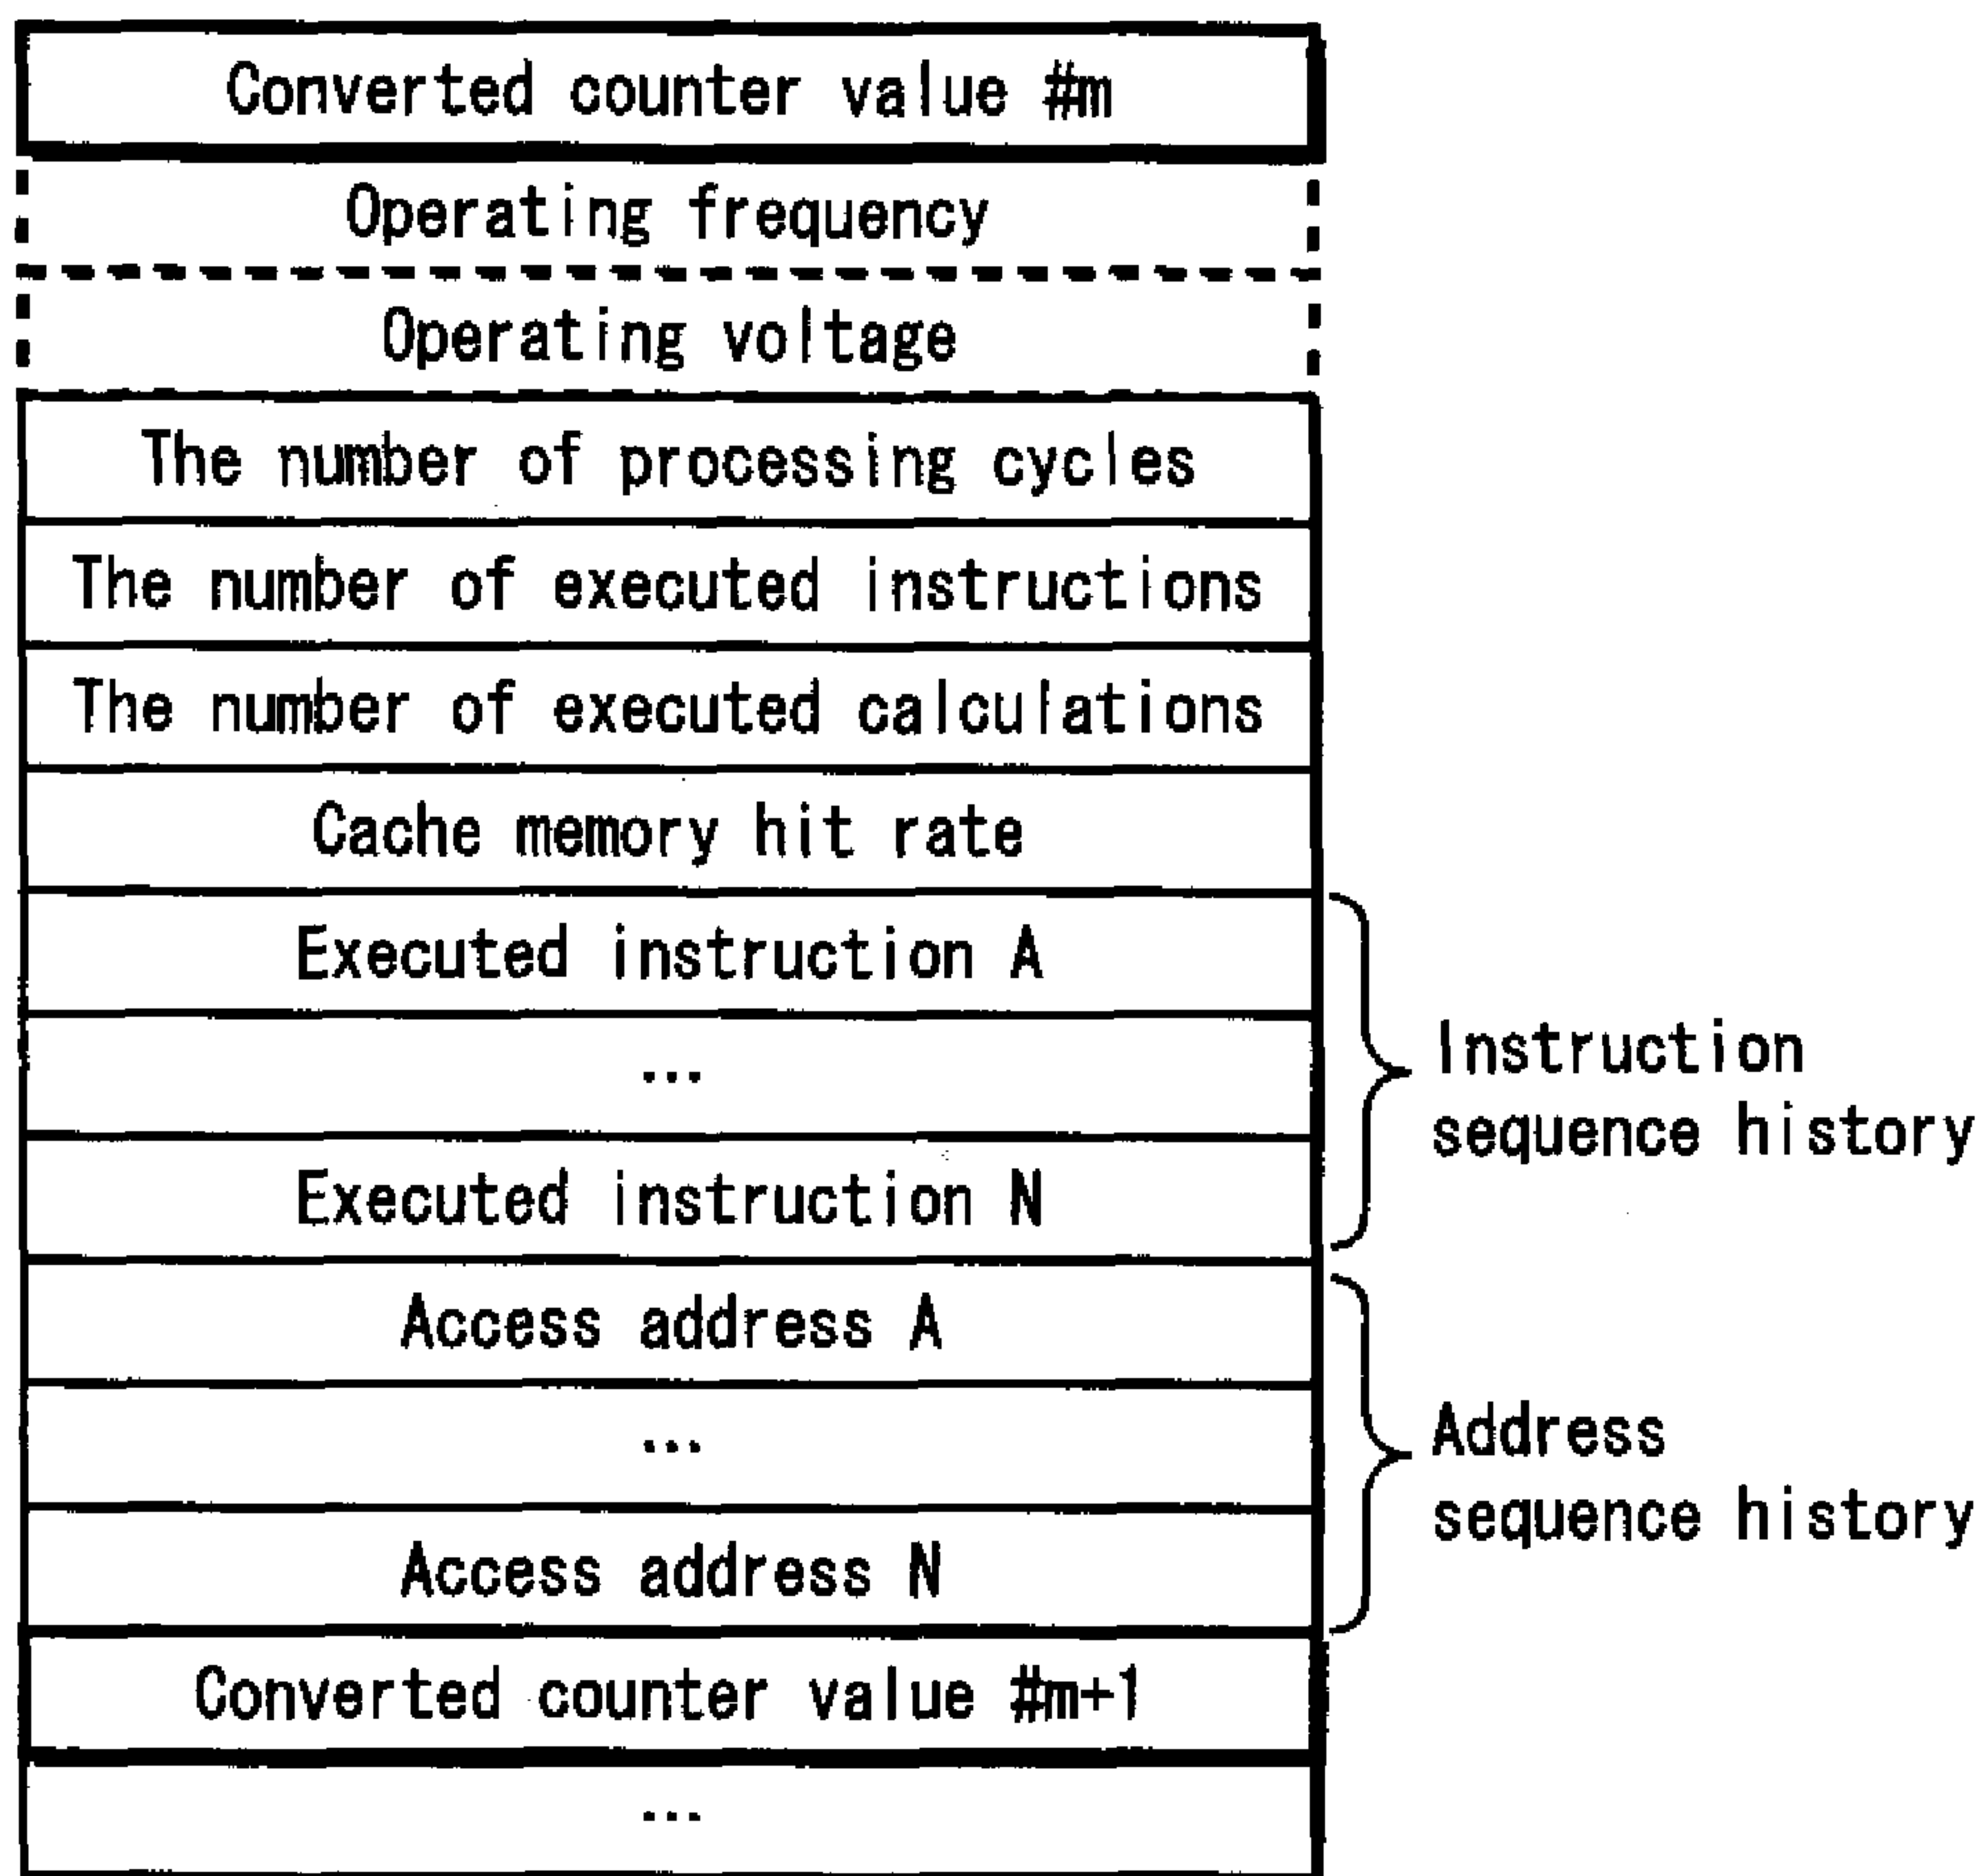 Converted counter value #m
Operating frequency
Operating voltage
The number of processing cycles
The number of executed instructions
The number of executed calculations
Cache memory hit rate
Executed instruction A
...
Executed instruction N
Instruction
sequence history
Access address A
...
Access address N
Address
sequence history
Converted counter value #m+1
...